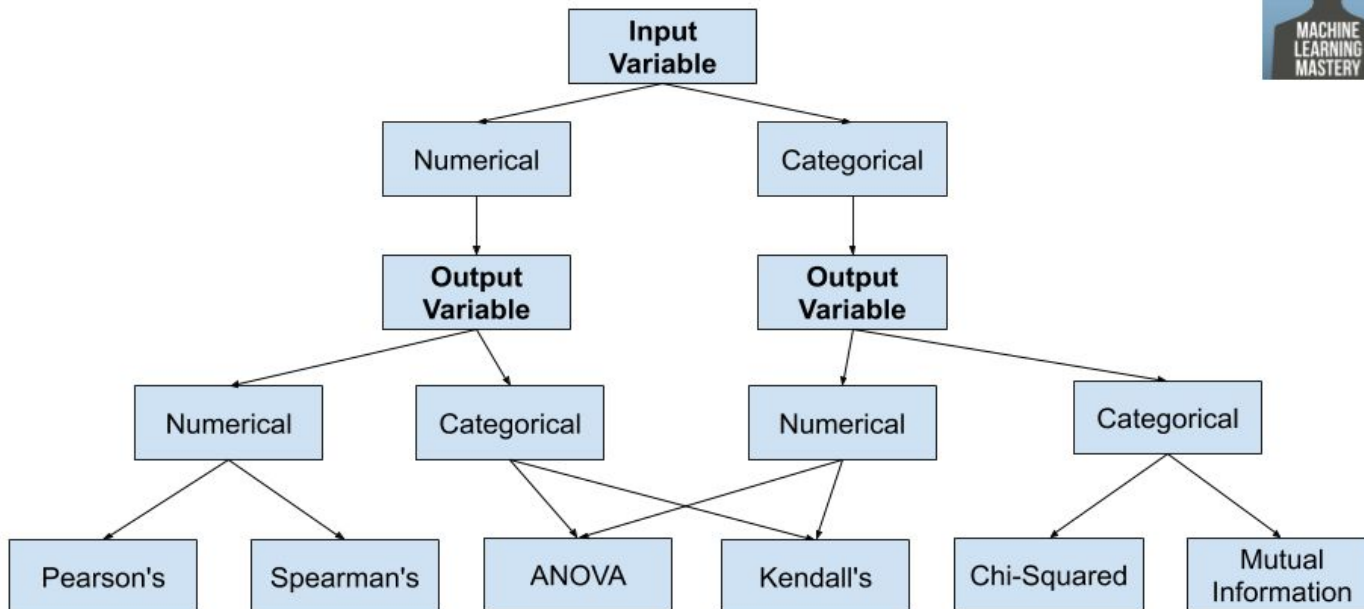 Input
Variable
MACHINE
LEARNING
MASTERY
Numerical
Categorical
Output
Variable
Output
Variable
Numerical
Categorical
Numerical
Categorical
Pearson's
Spearman's
ANOVA
Kendall's
Chi-Squared
Mutual
Information